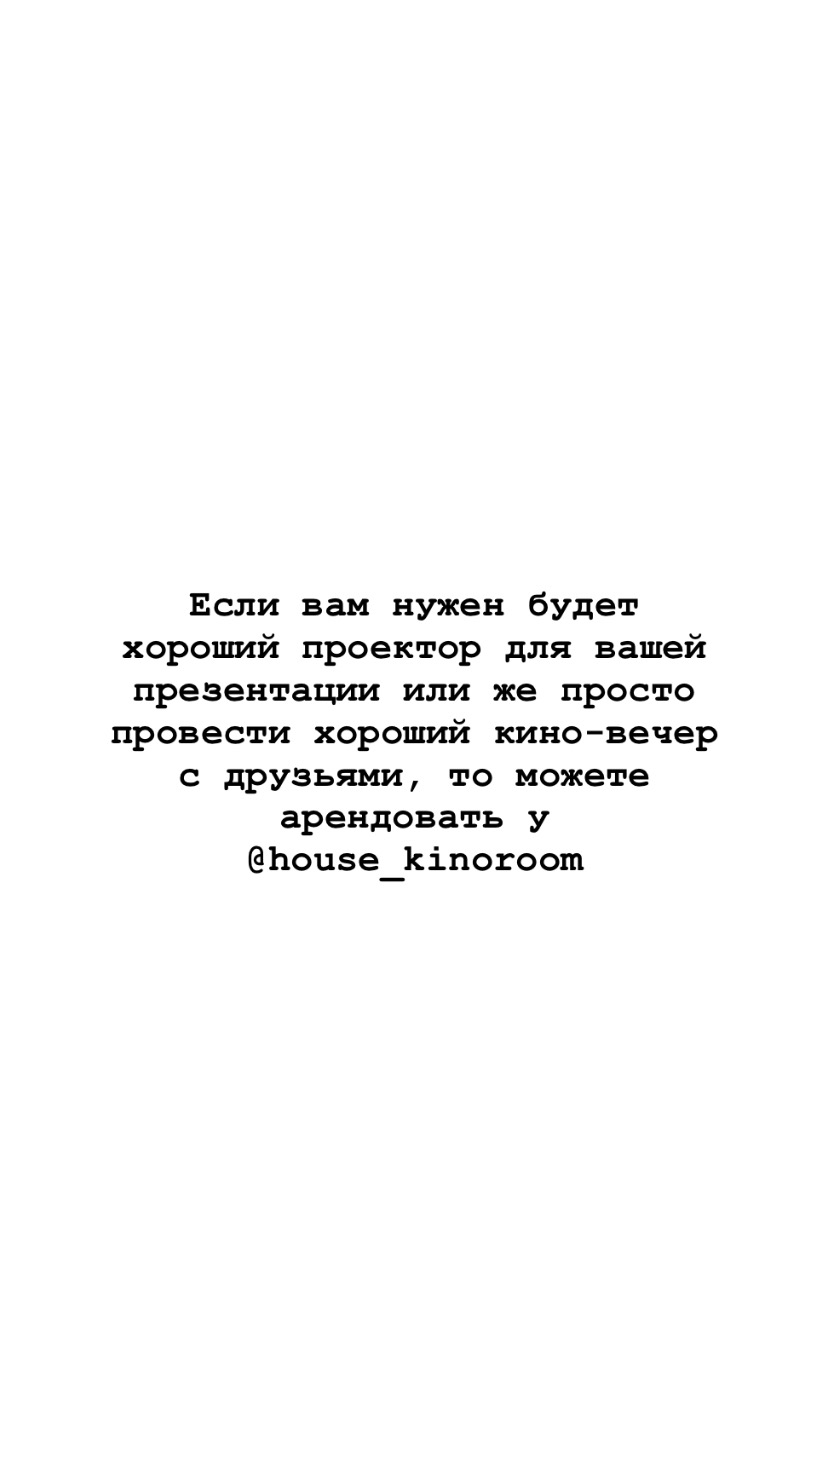 Если вам нужен будет
хороший проектор для вашей
презентации или же просто
провести хороший кино-вечер
с друзьями, то можете
арендовать у
@house_kinoroom